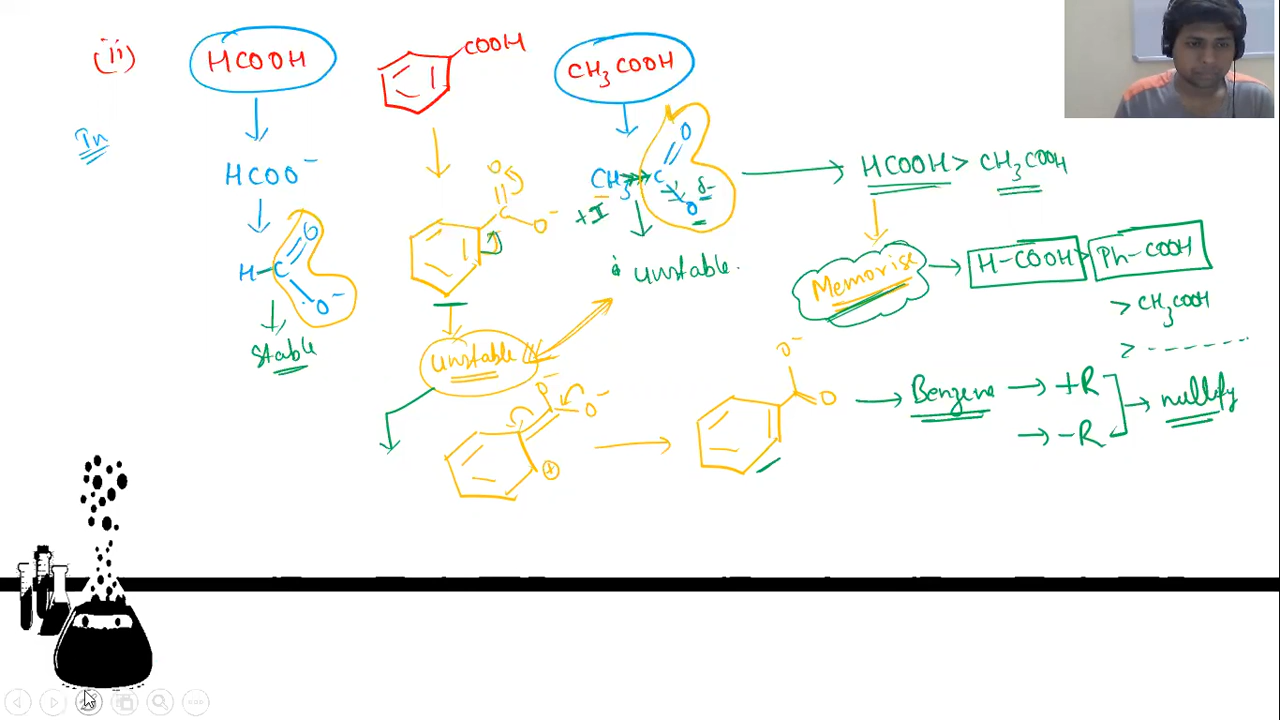 (ii) HCOOH COOH CH₃COOH
In
HCOO⁻
O
H-C
O⁻
Stable
O
O⁻
unstable
O⁻
O⁻
⊕
O
CH₃ C
+I
O δ-
unstable.
HCOOH > CH₃COOH
Memorise
H-COOH > Ph-COOH
> CH₃COOH
> - - - - - - -
O⁻
O
Benzene → +R
→ -R
→ nullify